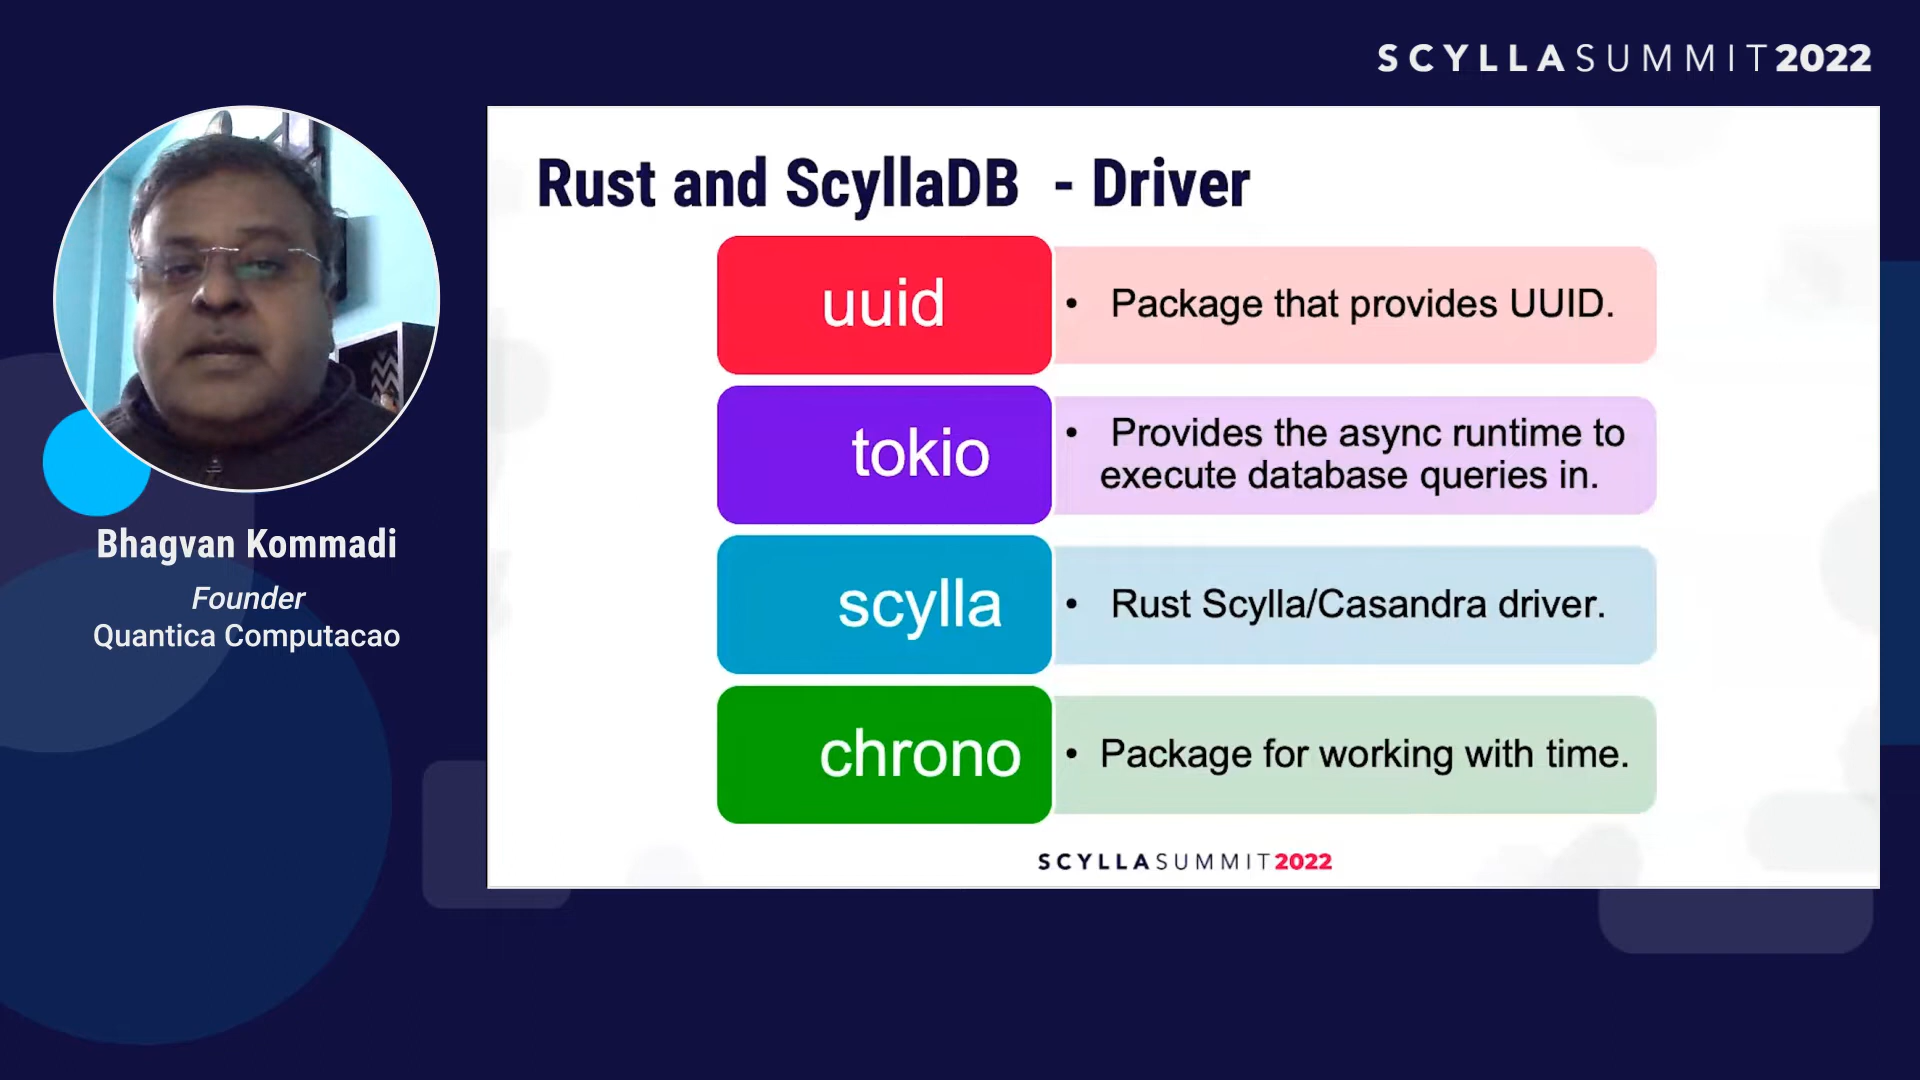 SCYLLASUMMIT2022
Rust and ScyllaDB - Driver
uuid
• Package that provides UUID.
tokio
• Provides the async runtime to
execute database queries in.
scylla
• Rust Scylla/Casandra driver.
chrono
• Package for working with time.
SCYLLASUMMIT2022
Bhagvan Kommadi
Founder
Quantica Computacao